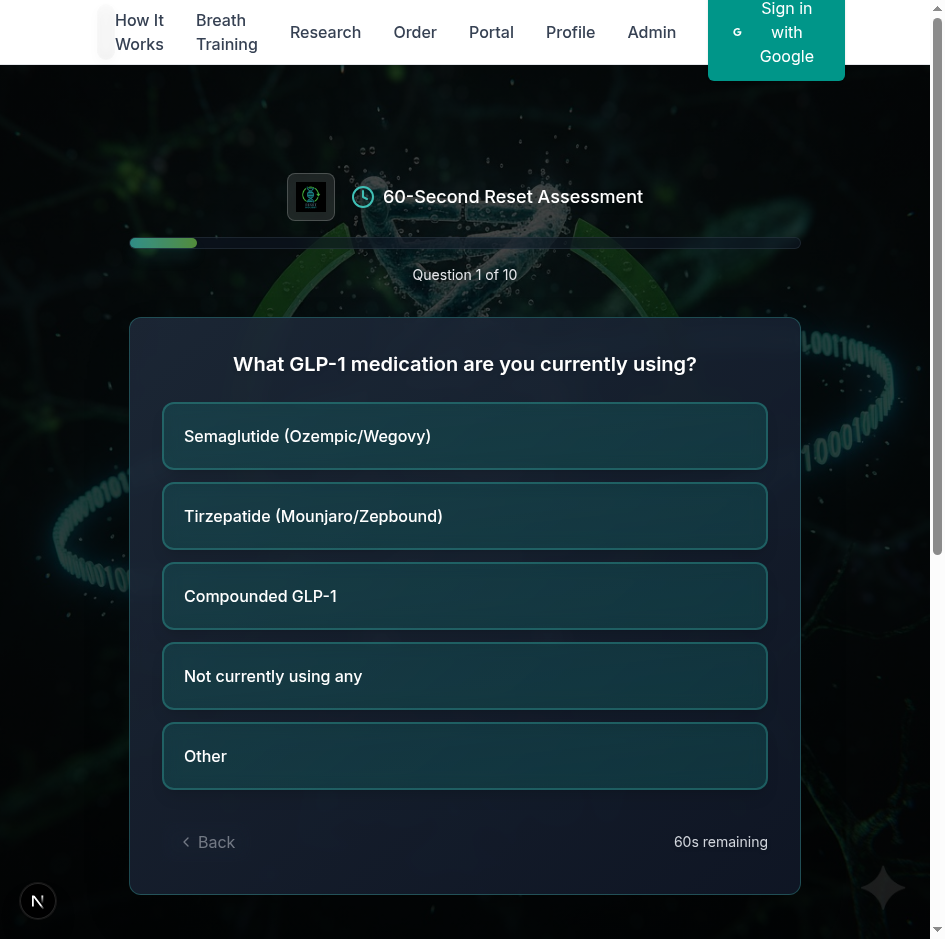 How It
Works
Breath
Training
Research
Order
Portal
Profile
Admin
Sign in
with
Google
60-Second Reset Assessment
Question 1 of 10
What GLP-1 medication are you currently using?
Semaglutide (Ozempic/Wegovy)
Tirzepatide (Mounjaro/Zepbound)
Compounded GLP-1
Not currently using any
Other
Back
60s remaining
N